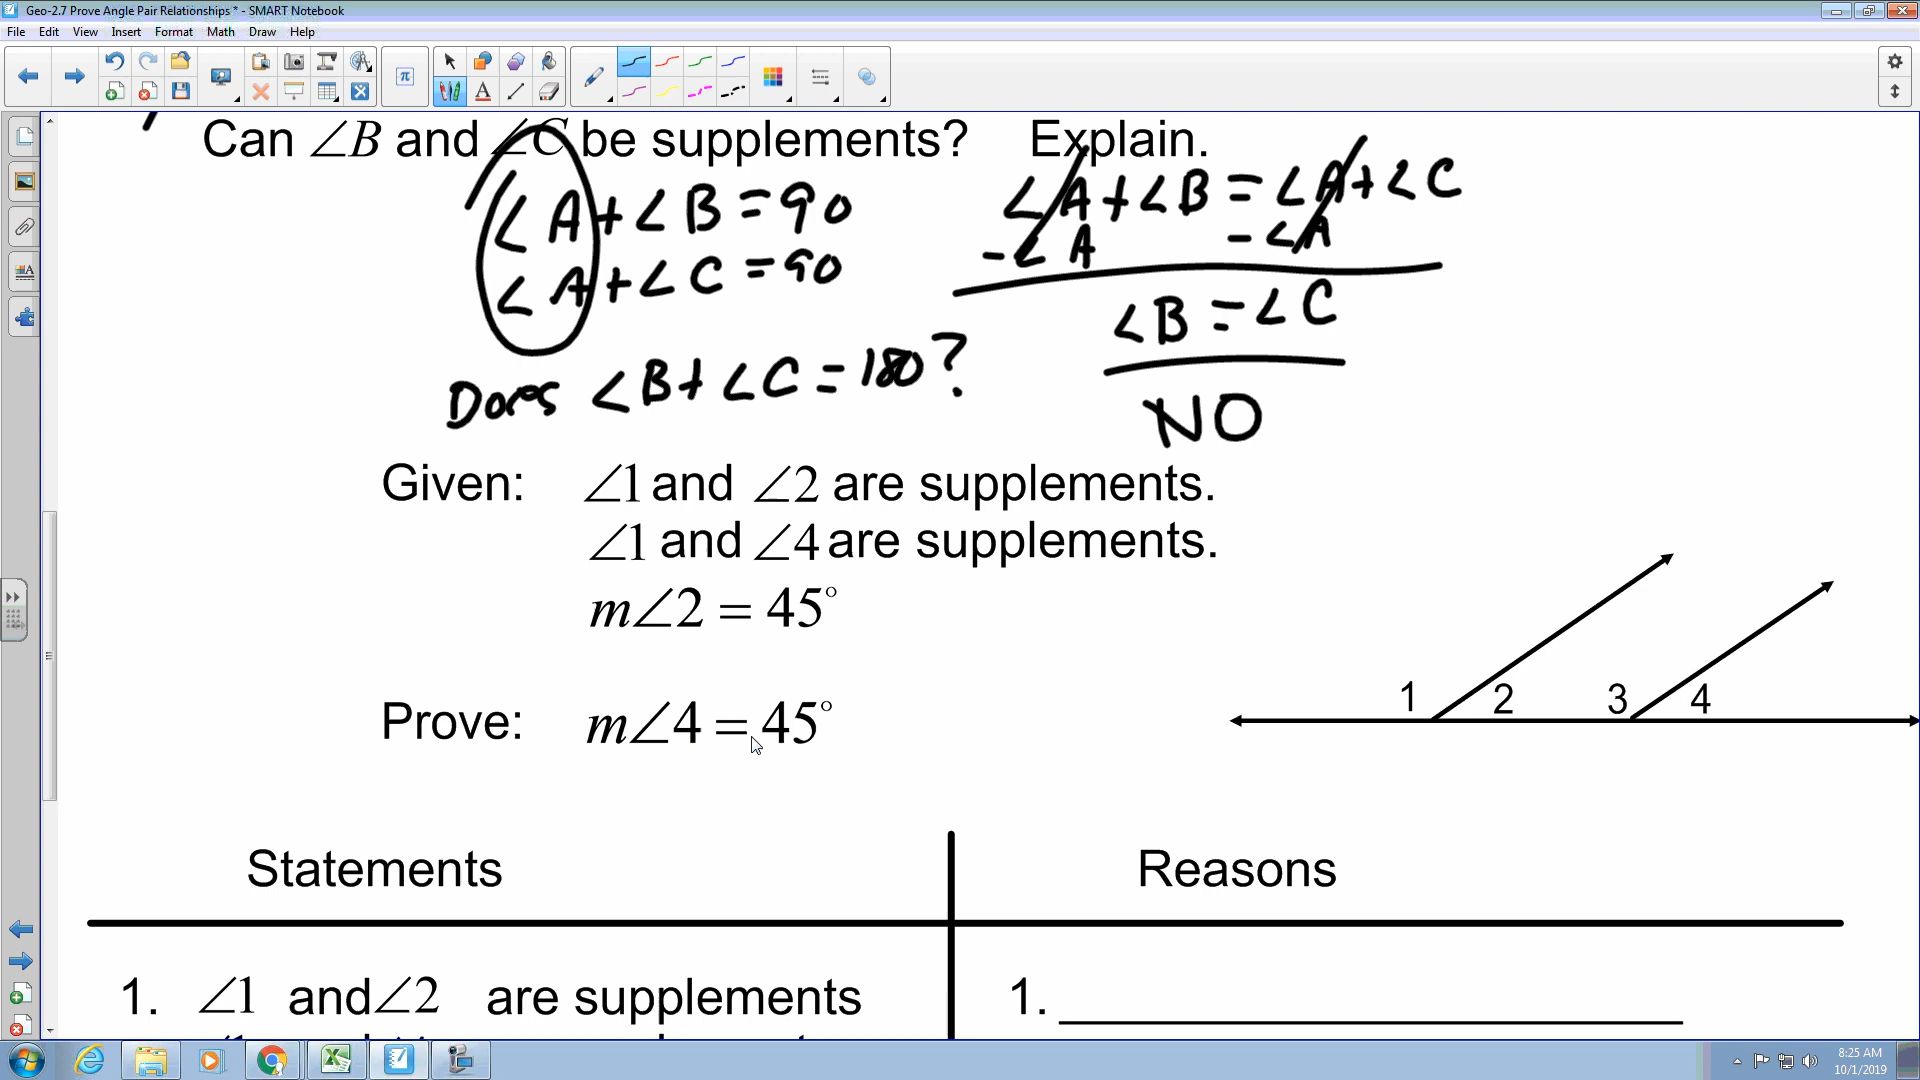 Geo-2.7 Prove Angle Pair Relationships * - SMART Notebook
File Edit View Insert Format Math Draw Help
Can ∠B and ∠C be supplements? Explain.
∠A + ∠B = 90
∠A + ∠C = 90
∠A + ∠B = ∠A + ∠C
-∠A -∠A
∠B = ∠C
Does ∠B + ∠C = 180?
NO
Given: ∠1 and ∠2 are supplements.
∠1 and ∠4 are supplements.
m∠2 = 45°
Prove: m∠4 = 45°
1 2 3 4
Statements Reasons
1. ∠1 and ∠2 are supplements 1.
8:25 AM
10/1/2019